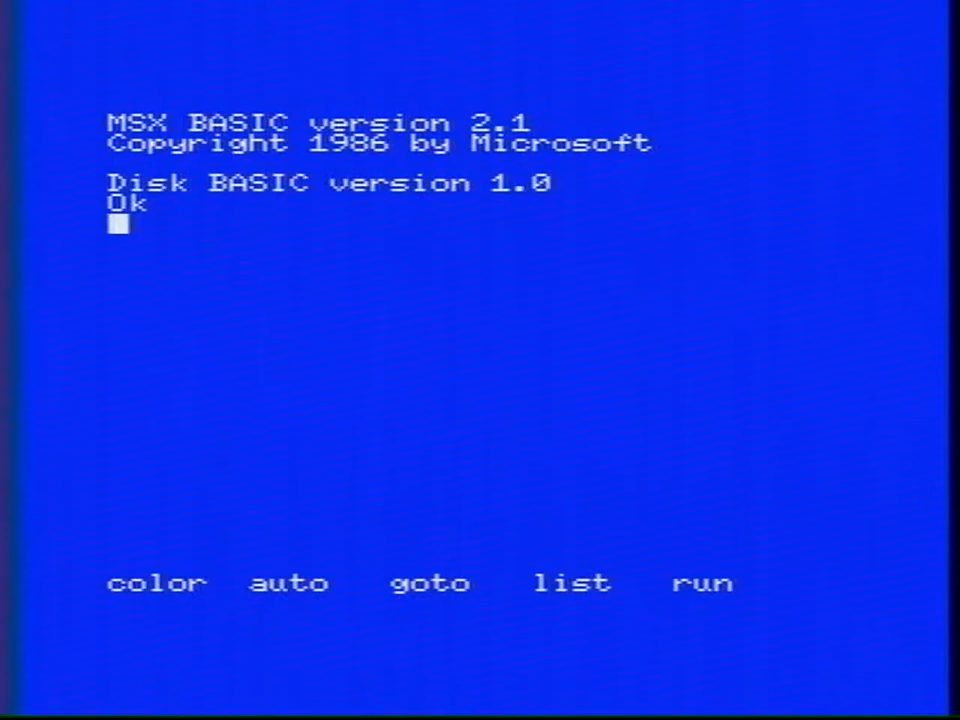 MSX BASIC version 2.1
Copyright 1986 by Microsoft
Disk BASIC version 1.0
Ok
color auto goto list run